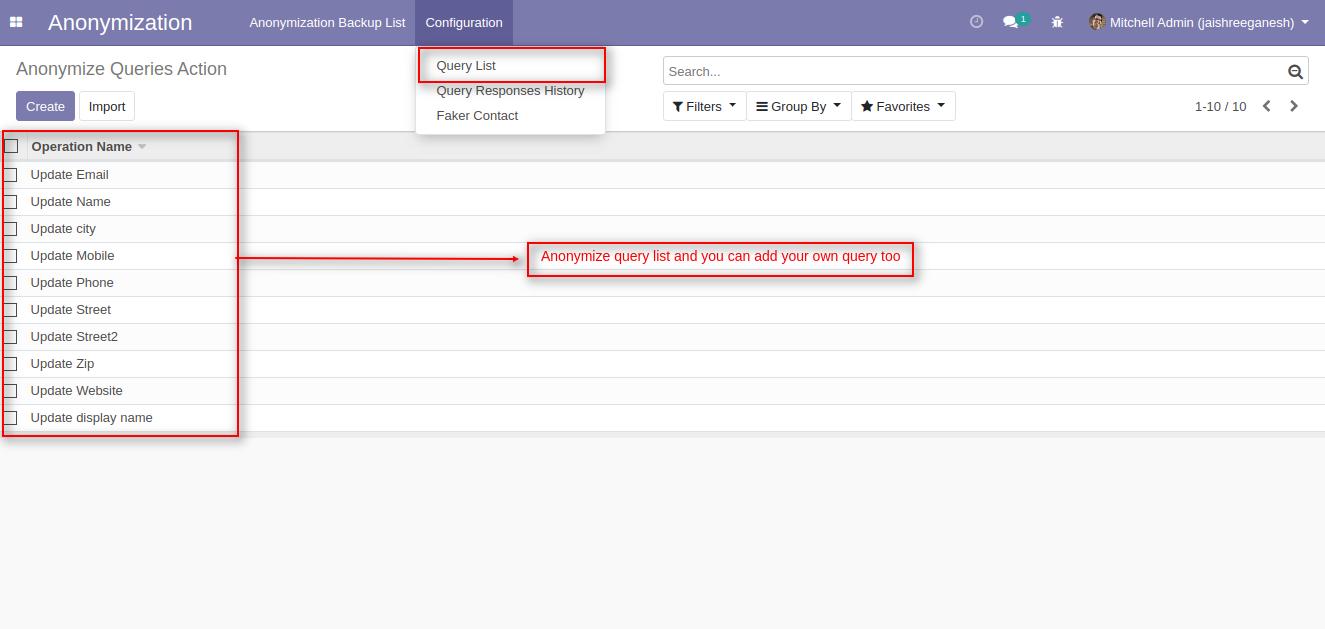 Anonymization Anonymization Backup List Configuration 1 Mitchell Admin (jaishreeganesh)
Anonymize Queries Action
Query List
Query Responses History
Faker Contact
Search...
Create Import
Filters Group By Favorites 1-10 / 10
Operation Name
Update Email
Update Name
Update city
Update Mobile
Anonymize query list and you can add your own query too
Update Phone
Update Street
Update Street2
Update Zip
Update Website
Update display name